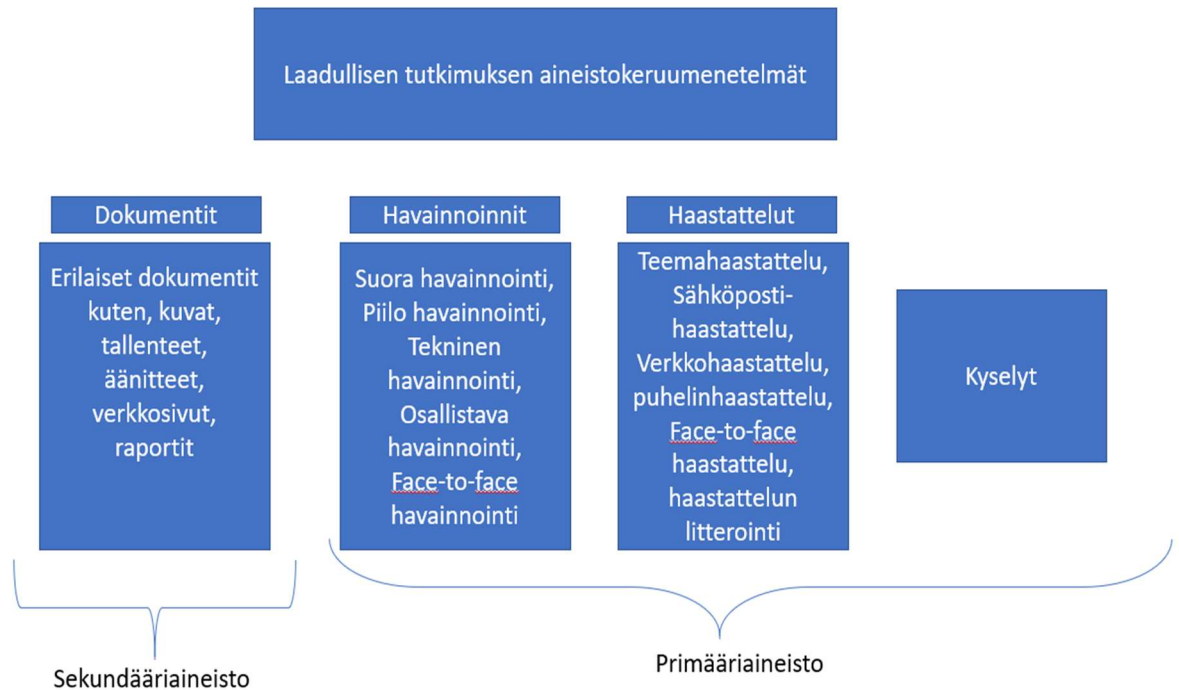 Laadullisen tutkimuksen aineistokeruumenetelmät
Dokumentit
Erilaiset dokumentit
kuten, kuvat,
tallenteet,
äänitteet,
verkkosivut,
raportit
Havainnoinnit
Suora havainnointi,
Piilo havainnointi,
Tekninen
havainnointi,
Osallistava
havainnointi,
Face-to-face
havainnointi
Haastattelut
Teemahaastattelu,
Sähköposti-
haastattelu,
Verkkohaastattelu,
puhelinhaastattelu,
Face-to-face
haastattelu,
haastattelun
litterointi
Kyselyt
Sekundääriaineisto
Primääriaineisto